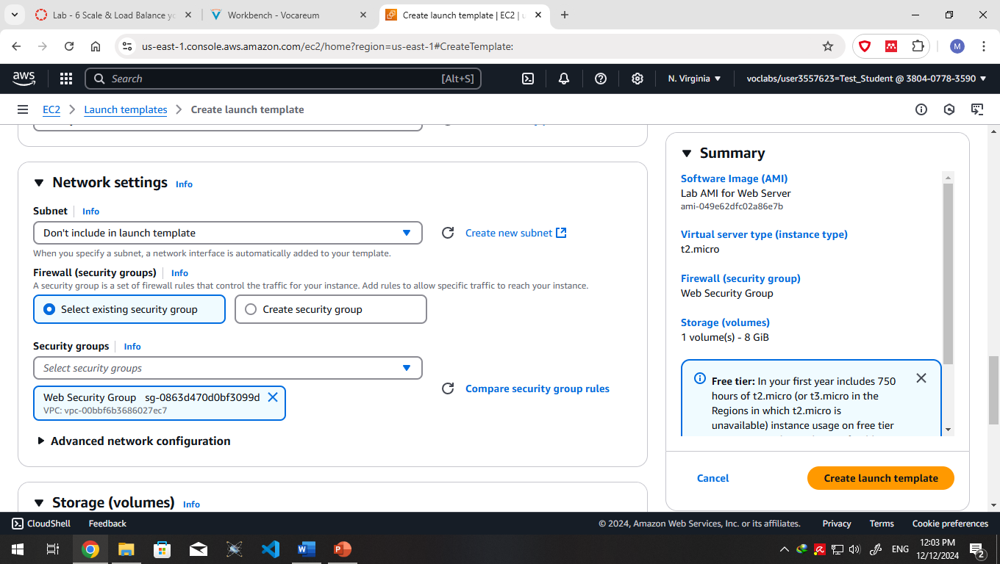 Lab - 6 Scale & Load Balance yo
Workbench - Vocareum
Create launch template | EC2 | u
us-east-1.console.aws.amazon.com/ec2/home?region=us-east-1#CreateTemplate:
M
aws
Search
[Alt+S]
N. Virginia
voclabs/user3557623=Test_Student @ 3804-0778-3590
EC2
Launch templates
Create launch template
Network settings Info
Subnet Info
Don't include in launch template
Create new subnet
When you specify a subnet, a network interface is automatically added to your template.
Firewall (security groups) Info
A security group is a set of firewall rules that control the traffic for your instance. Add rules to allow specific traffic to reach your instance.
Select existing security group
Create security group
Security groups Info
Select security groups
Compare security group rules
Web Security Group sg-0863d470d0bf3099d
VPC: vpc-00bbf6b3686027ec7
Advanced network configuration
Storage (volumes) Info
Summary
Software Image (AMI)
Lab AMI for Web Server
ami-049e62dfc02a86e7b
Virtual server type (instance type)
t2.micro
Firewall (security group)
Web Security Group
Storage (volumes)
1 volume(s) - 8 GiB
Free tier: In your first year includes 750
hours of t2.micro (or t3.micro in the
Regions in which t2.micro is
unavailable) instance usage on free tier
Cancel
Create launch template
CloudShell
Feedback
© 2024, Amazon Web Services, Inc. or its affiliates.
Privacy
Terms
Cookie preferences
ENG
12:03 PM
12/12/2024
2